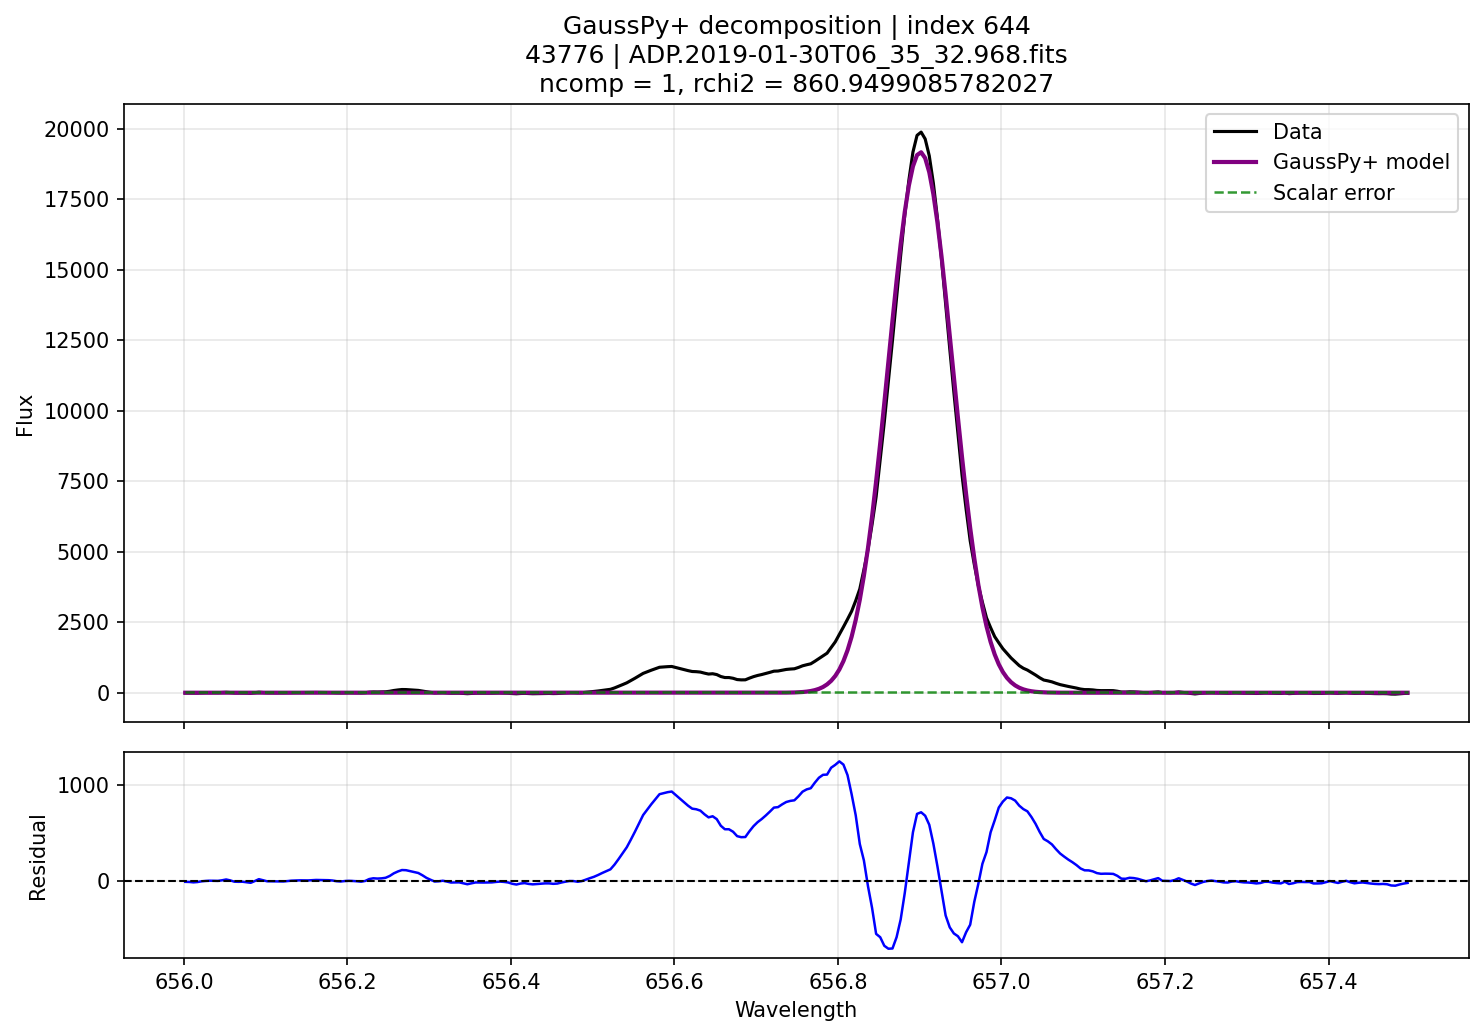 GaussPy+ decomposition | index 644
43776 | ADP.2019-01-30T06_35_32.968.fits
ncomp = 1, rchi2 = 860.9499085782027
Data
GaussPy+ model
Scalar error
Flux
20000
17500
15000
12500
10000
7500
5000
2500
0
Residual
1000
0
656.0 656.2 656.4 656.6 656.8 657.0 657.2 657.4
Wavelength